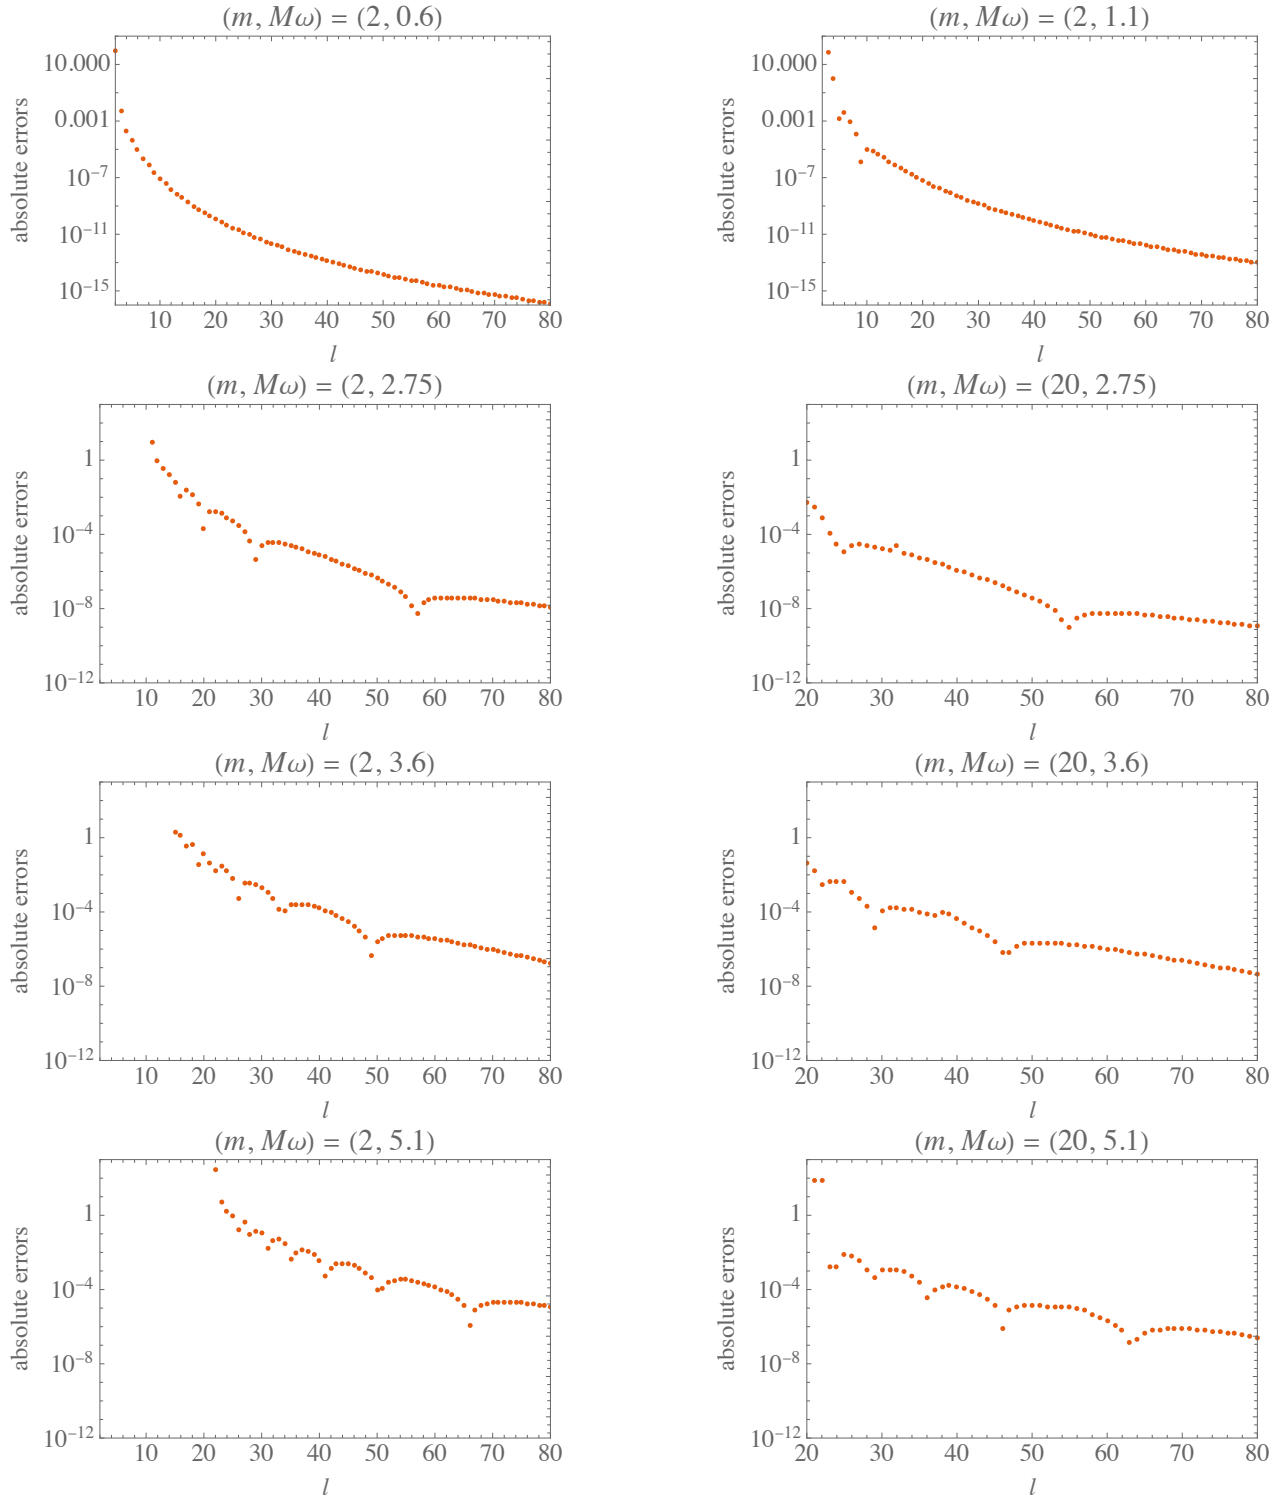 (m, Mω) = (2, 0.6)
absolute errors
10.000
0.001
10⁻⁷
10⁻¹¹
10⁻¹⁵
10 20 30 40 50 60 70 80
l
(m, Mω) = (2, 1.1)
absolute errors
10.000
0.001
10⁻⁷
10⁻¹¹
10⁻¹⁵
10 20 30 40 50 60 70 80
l
(m, Mω) = (2, 2.75)
absolute errors
1
10⁻⁴
10⁻⁸
10⁻¹²
10 20 30 40 50 60 70 80
l
(m, Mω) = (20, 2.75)
absolute errors
1
10⁻⁴
10⁻⁸
10⁻¹²
20 30 40 50 60 70 80
l
(m, Mω) = (2, 3.6)
absolute errors
1
10⁻⁴
10⁻⁸
10⁻¹²
10 20 30 40 50 60 70 80
l
(m, Mω) = (20, 3.6)
absolute errors
1
10⁻⁴
10⁻⁸
10⁻¹²
20 30 40 50 60 70 80
l
(m, Mω) = (2, 5.1)
absolute errors
1
10⁻⁴
10⁻⁸
10⁻¹²
10 20 30 40 50 60 70 80
l
(m, Mω) = (20, 5.1)
absolute errors
1
10⁻⁴
10⁻⁸
10⁻¹²
20 30 40 50 60 70 80
l